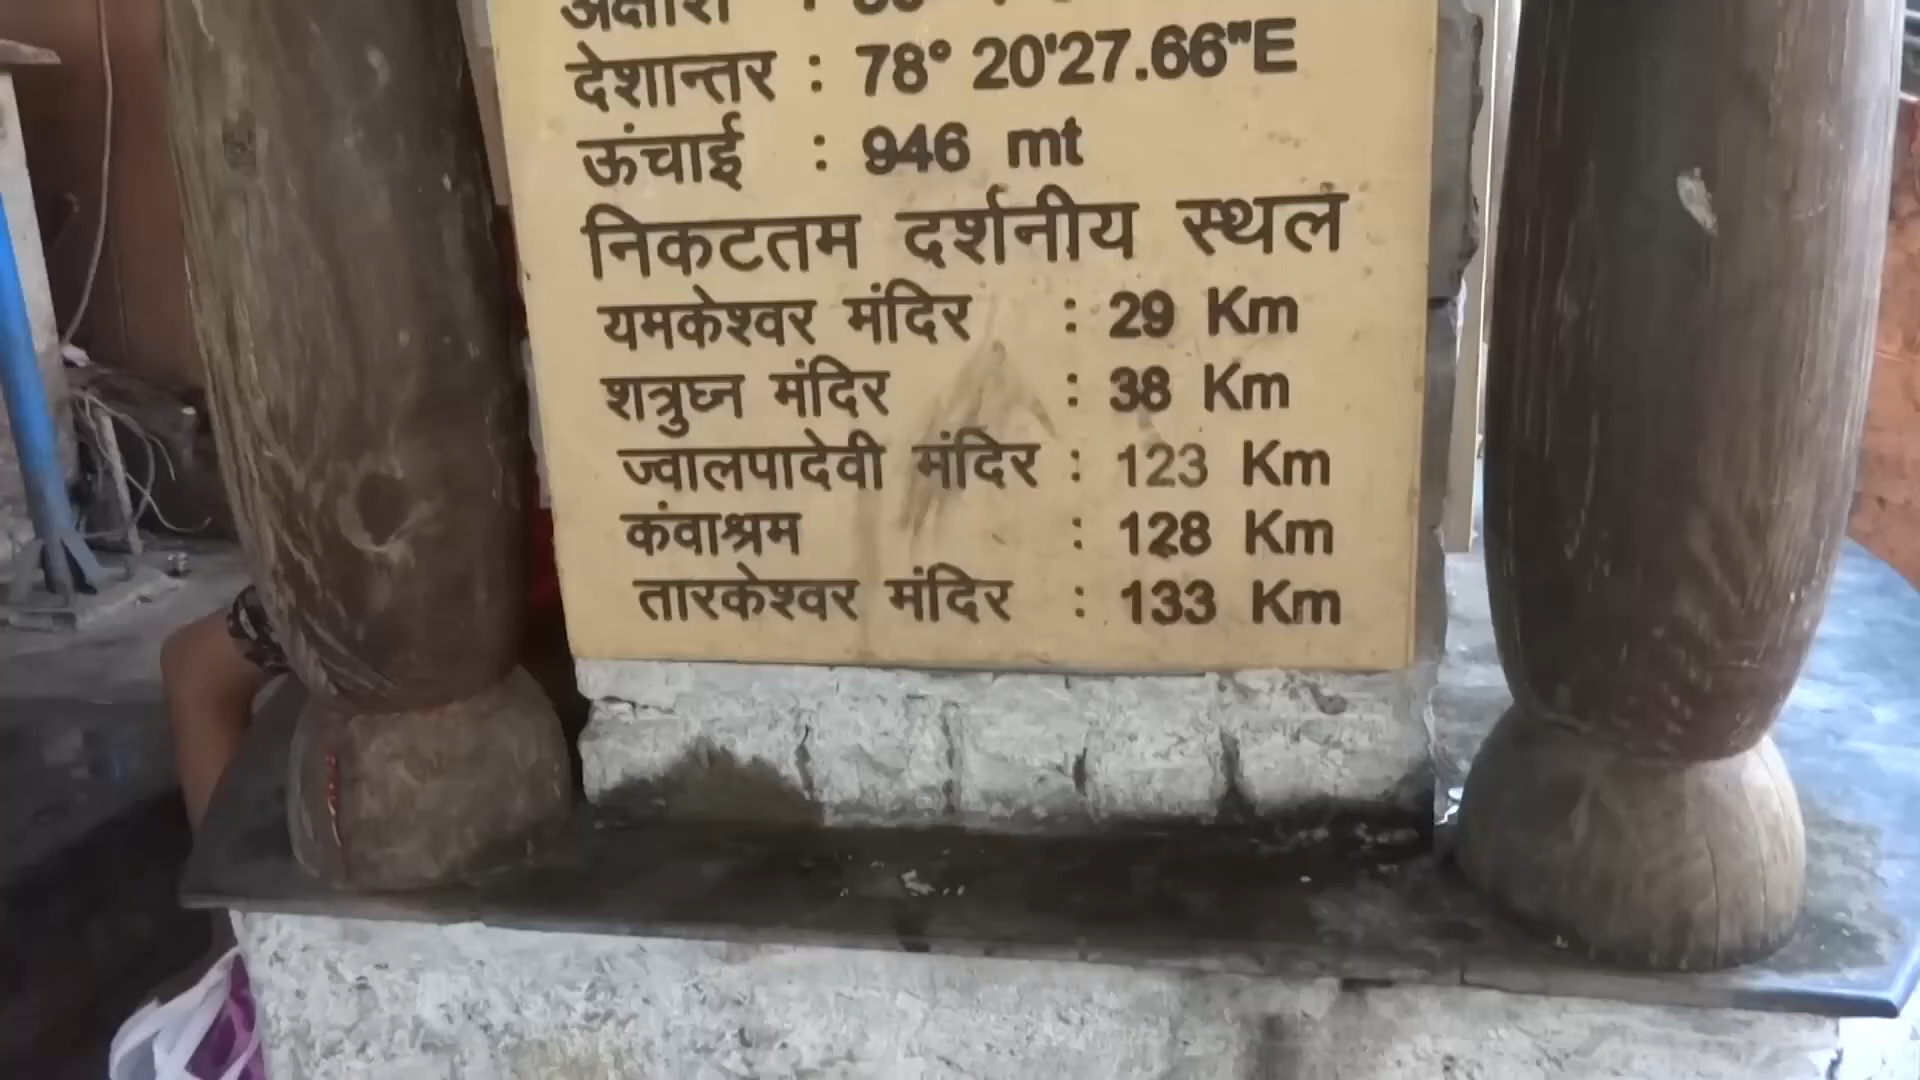 अक्षांश :
देशान्तर : 78° 20'27.66"E
ऊंचाई : 946 mt
निकटतम दर्शनीय स्थल
यमकेश्वर मंदिर : 29 Km
शत्रुघ्न मंदिर : 38 Km
ज्वालपादेवी मंदिर : 123 Km
कंवाश्रम : 128 Km
तारकेश्वर मंदिर : 133 Km